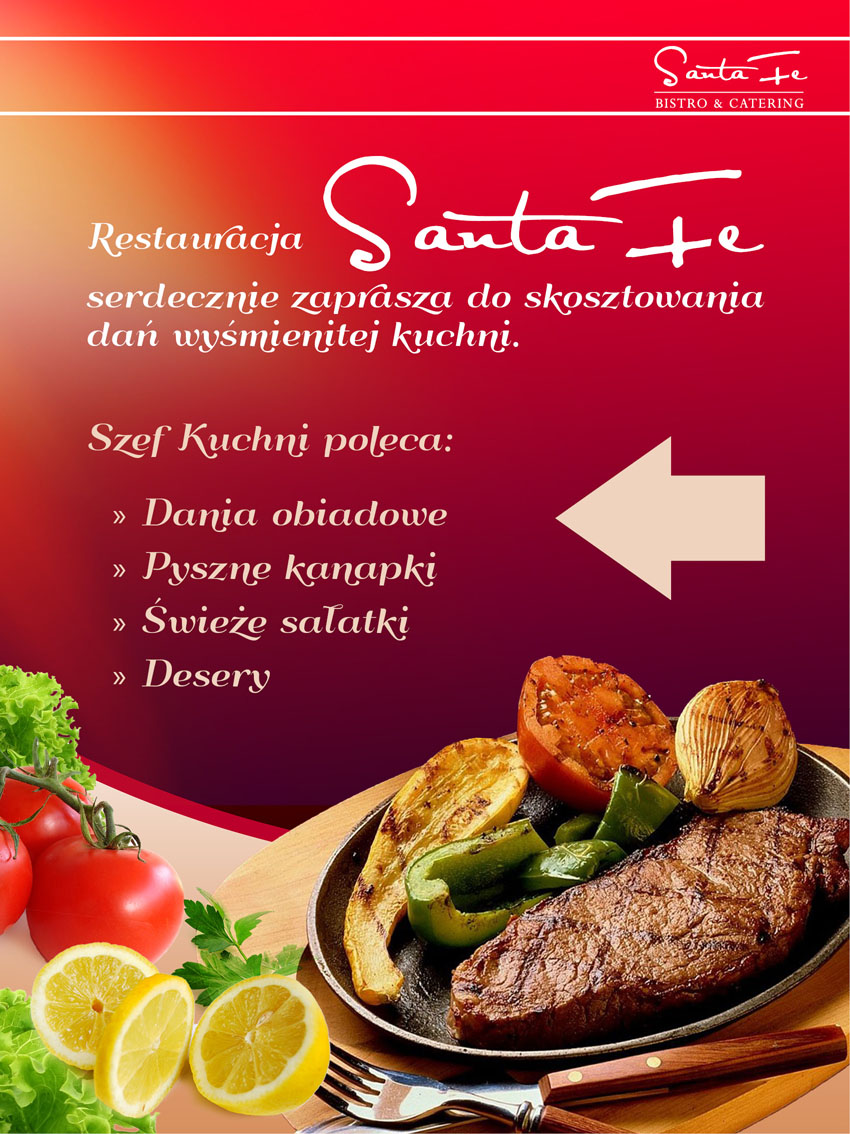 Santa Fe
BISTRO & CATERING
Restauracja Santa Fe
serdecznie zaprasza do skosztowania
dań wyśmienitej kuchni.
Szef Kuchni poleca:
» Dania obiadowe
» Pyszne kanapki
» Świeże sałatki
» Desery